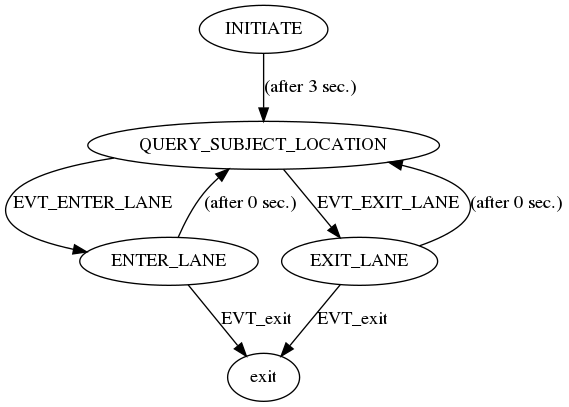 INITIATE
(after 3 sec.)
QUERY_SUBJECT_LOCATION
EVT_ENTER_LANE
(after 0 sec.)
EVT_EXIT_LANE
(after 0 sec.)
ENTER_LANE
EXIT_LANE
EVT_exit
EVT_exit
exit